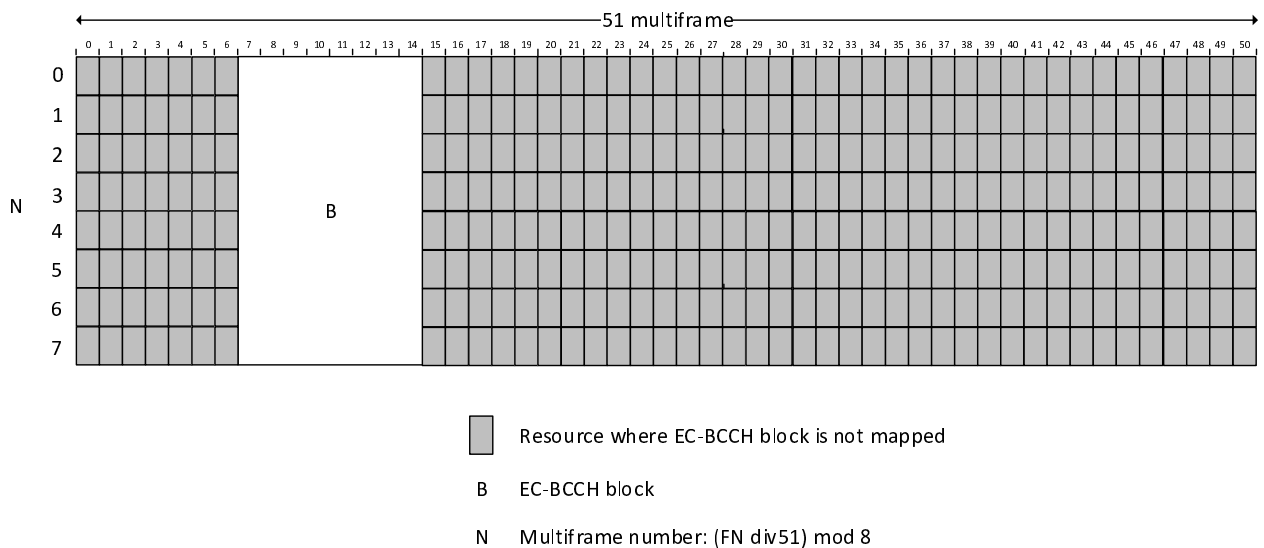 51 multiframe
0 1 2 3 4 5 6 7 8 9 10 11 12 13 14 15 16 17 18 19 20 21 22 23 24 25 26 27 28 29 30 31 32 33 34 35 36 37 38 39 40 41 42 43 44 45 46 47 48 49 50
0
1
2
3
N
B
4
5
6
7
Resource where EC-BCCH block is not mapped
B EC-BCCH block
N Multiframe number: (FN div51) mod 8